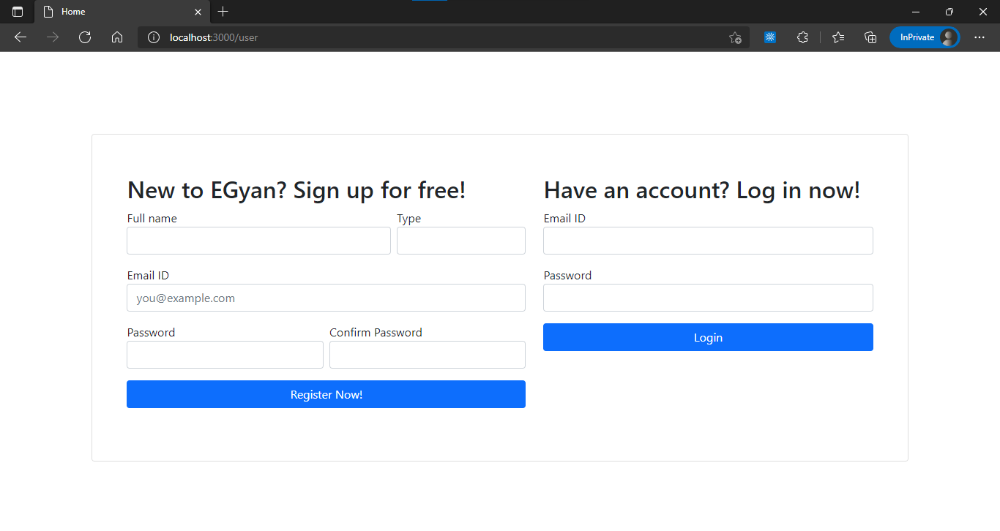 Home
localhost:3000/user
InPrivate
New to EGyan? Sign up for free!
Full name
Type
Email ID
you@example.com
Password
Confirm Password
Register Now!
Have an account? Log in now!
Email ID
Password
Login